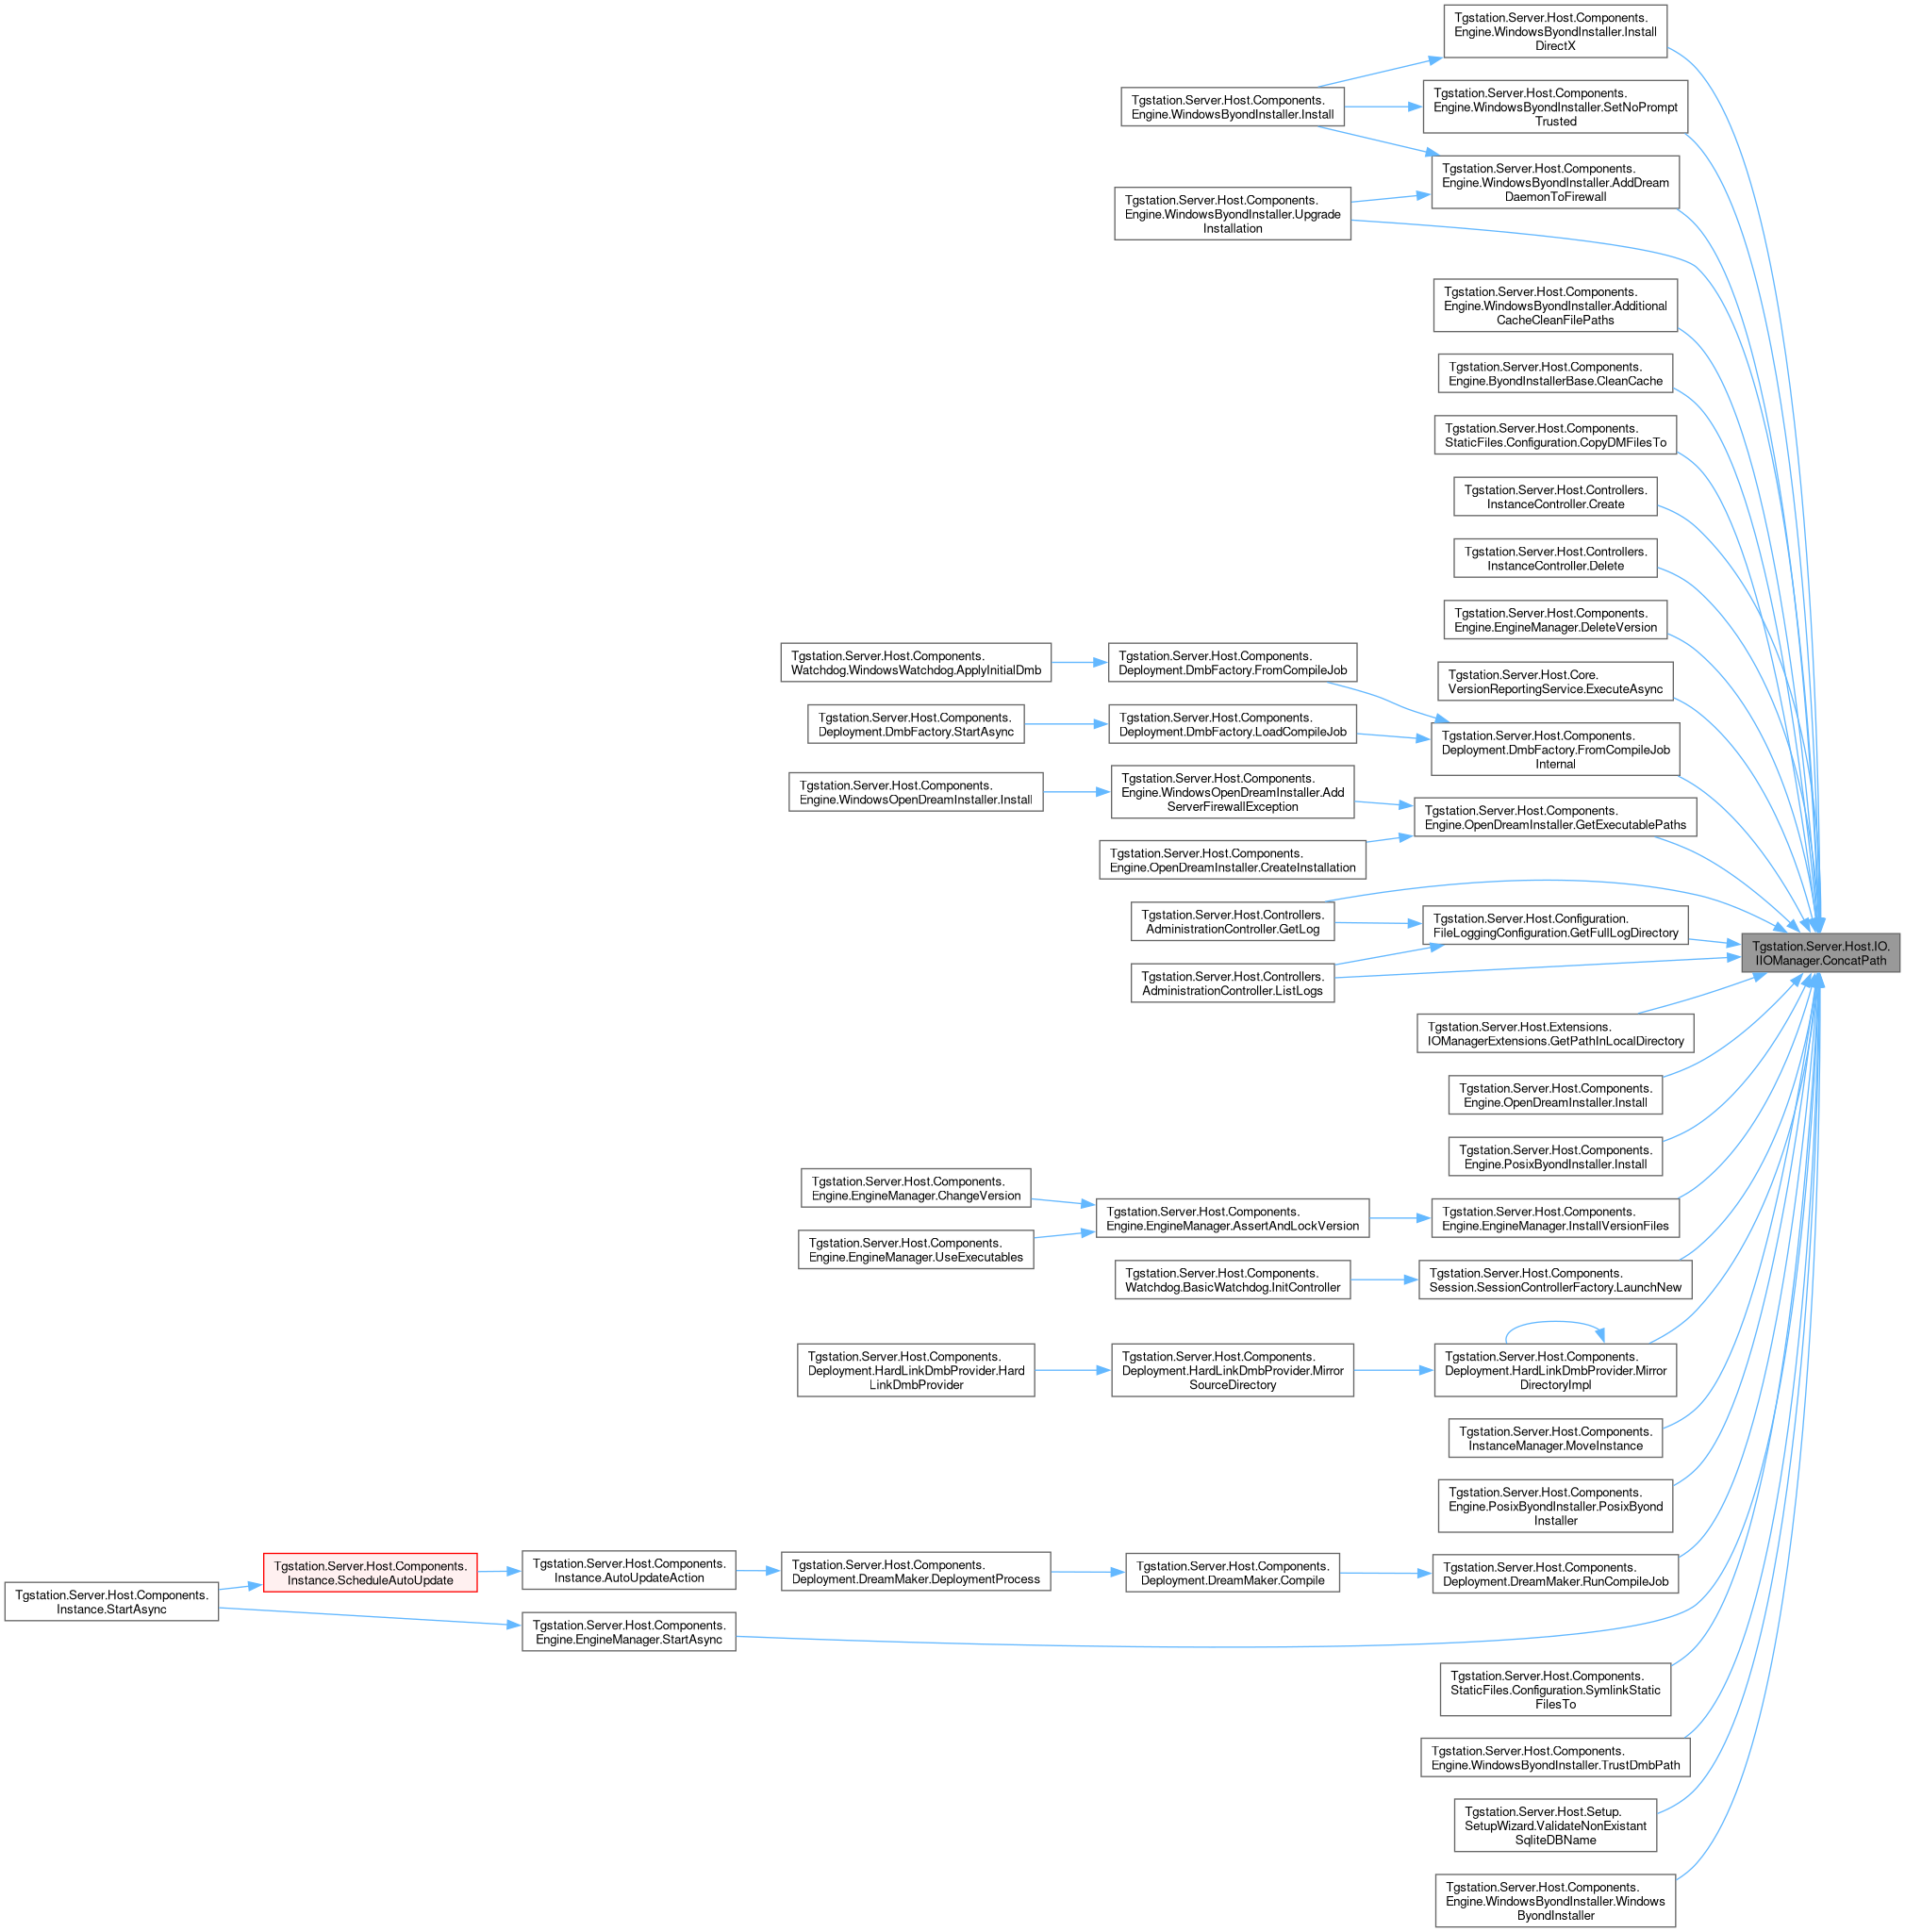 Tgstation.Server.Host.Components.
Engine.WindowsByondInstaller.Install
DirectX
Tgstation.Server.Host.Components.
Engine.WindowsByondInstaller.SetNoPrompt
Trusted
Tgstation.Server.Host.Components.
Engine.WindowsByondInstaller.Install
Tgstation.Server.Host.Components.
Engine.WindowsByondInstaller.AddDream
DaemonToFirewall
Tgstation.Server.Host.Components.
Engine.WindowsByondInstaller.Upgrade
Installation
Tgstation.Server.Host.Components.
Engine.WindowsByondInstaller.Additional
CacheCleanFilePaths
Tgstation.Server.Host.Components.
Engine.ByondInstallerBase.CleanCache
Tgstation.Server.Host.Components.
StaticFiles.Configuration.CopyDMFilesTo
Tgstation.Server.Host.Controllers.
InstanceController.Create
Tgstation.Server.Host.Controllers.
InstanceController.Delete
Tgstation.Server.Host.Components.
Engine.EngineManager.DeleteVersion
Tgstation.Server.Host.Components.
Watchdog.WindowsWatchdog.ApplyInitialDmb
Tgstation.Server.Host.Components.
Deployment.DmbFactory.FromCompileJob
Tgstation.Server.Host.Core.
VersionReportingService.ExecuteAsync
Tgstation.Server.Host.Components.
Deployment.DmbFactory.StartAsync
Tgstation.Server.Host.Components.
Deployment.DmbFactory.LoadCompileJob
Tgstation.Server.Host.Components.
Deployment.DmbFactory.FromCompileJob
Internal
Tgstation.Server.Host.Components.
Engine.WindowsOpenDreamInstaller.Install
Tgstation.Server.Host.Components.
Engine.WindowsOpenDreamInstaller.Add
ServerFirewallException
Tgstation.Server.Host.Components.
Engine.OpenDreamInstaller.GetExecutablePaths
Tgstation.Server.Host.Components.
Engine.OpenDreamInstaller.CreateInstallation
Tgstation.Server.Host.Controllers.
AdministrationController.GetLog
Tgstation.Server.Host.Configuration.
FileLoggingConfiguration.GetFullLogDirectory
Tgstation.Server.Host.IO.
IIOManager.ConcatPath
Tgstation.Server.Host.Controllers.
AdministrationController.ListLogs
Tgstation.Server.Host.Extensions.
IOManagerExtensions.GetPathInLocalDirectory
Tgstation.Server.Host.Components.
Engine.OpenDreamInstaller.Install
Tgstation.Server.Host.Components.
Engine.PosixByondInstaller.Install
Tgstation.Server.Host.Components.
Engine.EngineManager.ChangeVersion
Tgstation.Server.Host.Components.
Engine.EngineManager.AssertAndLockVersion
Tgstation.Server.Host.Components.
Engine.EngineManager.InstallVersionFiles
Tgstation.Server.Host.Components.
Engine.EngineManager.UseExecutables
Tgstation.Server.Host.Components.
Watchdog.BasicWatchdog.InitController
Tgstation.Server.Host.Components.
Session.SessionControllerFactory.LaunchNew
Tgstation.Server.Host.Components.
Deployment.HardLinkDmbProvider.Hard
LinkDmbProvider
Tgstation.Server.Host.Components.
Deployment.HardLinkDmbProvider.Mirror
SourceDirectory
Tgstation.Server.Host.Components.
Deployment.HardLinkDmbProvider.Mirror
DirectoryImpl
Tgstation.Server.Host.Components.
InstanceManager.MoveInstance
Tgstation.Server.Host.Components.
Engine.PosixByondInstaller.PosixByond
Installer
Tgstation.Server.Host.Components.
Instance.StartAsync
Tgstation.Server.Host.Components.
Instance.ScheduleAutoUpdate
Tgstation.Server.Host.Components.
Instance.AutoUpdateAction
Tgstation.Server.Host.Components.
Deployment.DreamMaker.DeploymentProcess
Tgstation.Server.Host.Components.
Deployment.DreamMaker.Compile
Tgstation.Server.Host.Components.
Deployment.DreamMaker.RunCompileJob
Tgstation.Server.Host.Components.
Engine.EngineManager.StartAsync
Tgstation.Server.Host.Components.
StaticFiles.Configuration.SymlinkStatic
FilesTo
Tgstation.Server.Host.Components.
Engine.WindowsByondInstaller.TrustDmbPath
Tgstation.Server.Host.Setup.
SetupWizard.ValidateNonExistant
SqliteDBName
Tgstation.Server.Host.Components.
Engine.WindowsByondInstaller.Windows
ByondInstaller